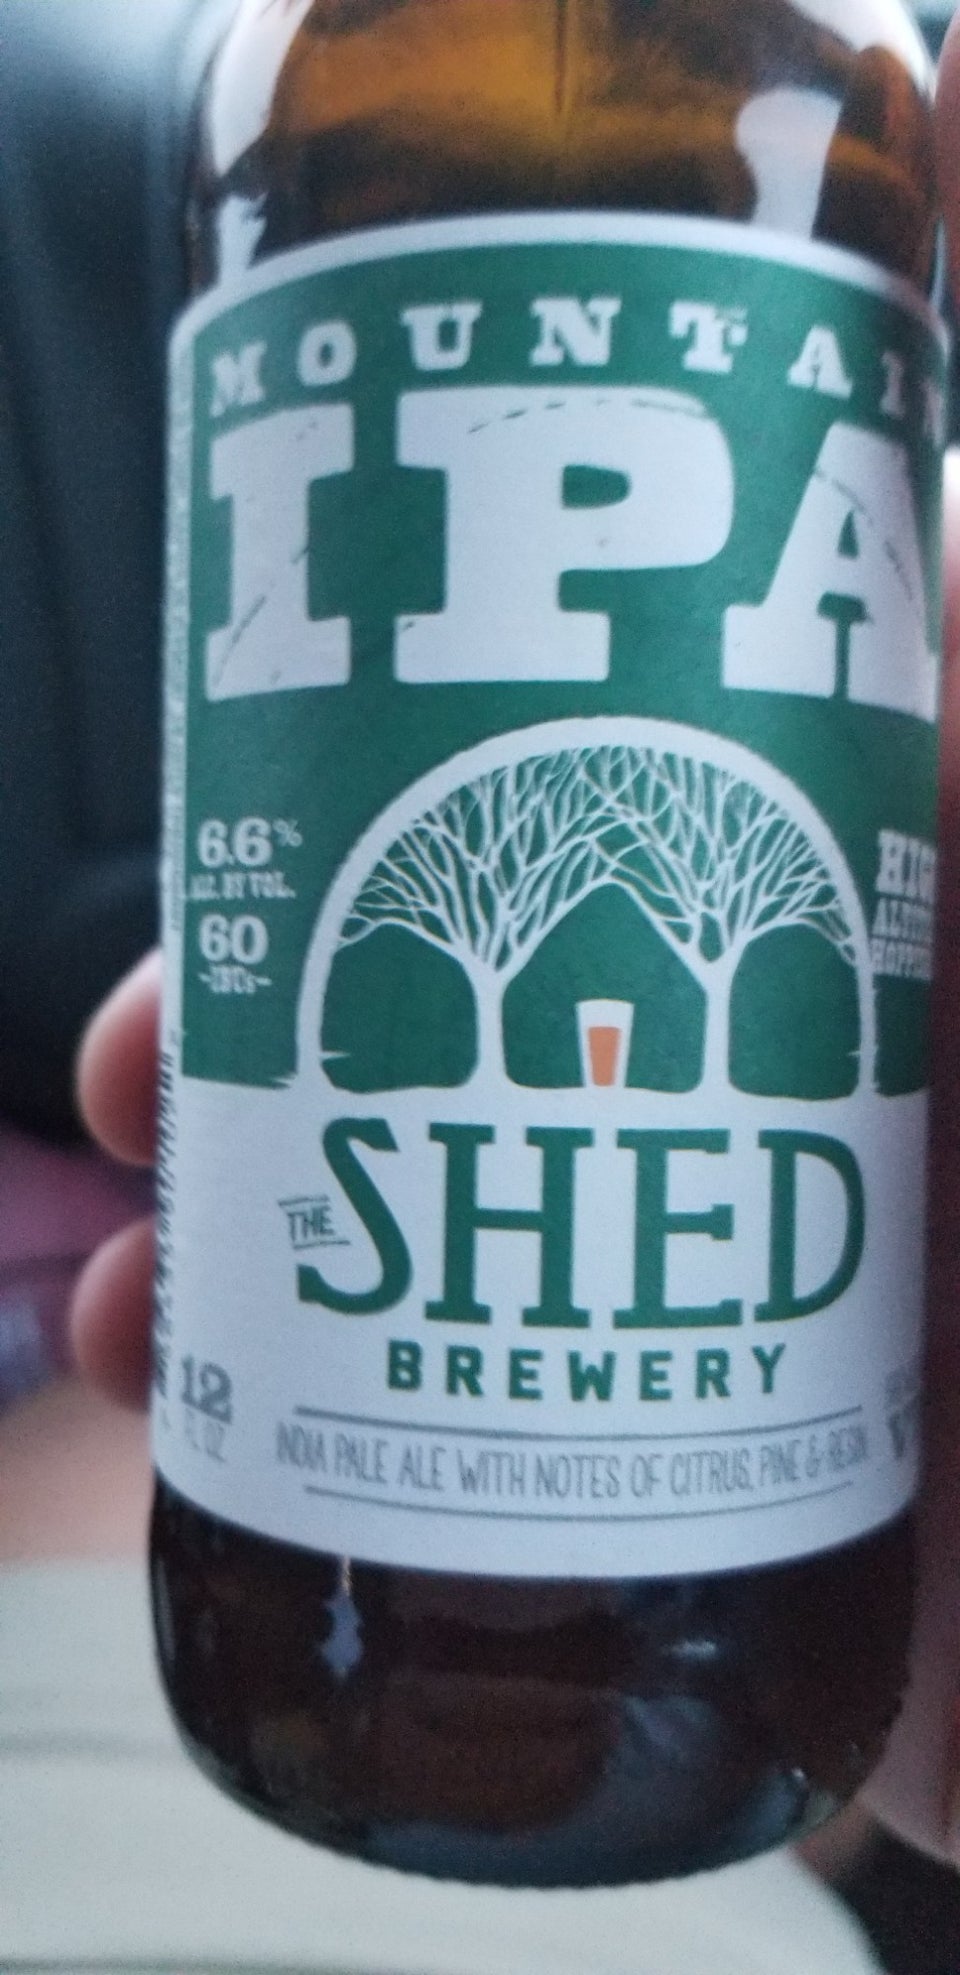 MOUNTAIN
IPA
6.6%
ALC. BY VOL.
60
-IBUs-
THE
SHED
BREWERY
12
FL OZ
INDIA PALE ALE WITH NOTES OF CITRUS, PINE & RESIN